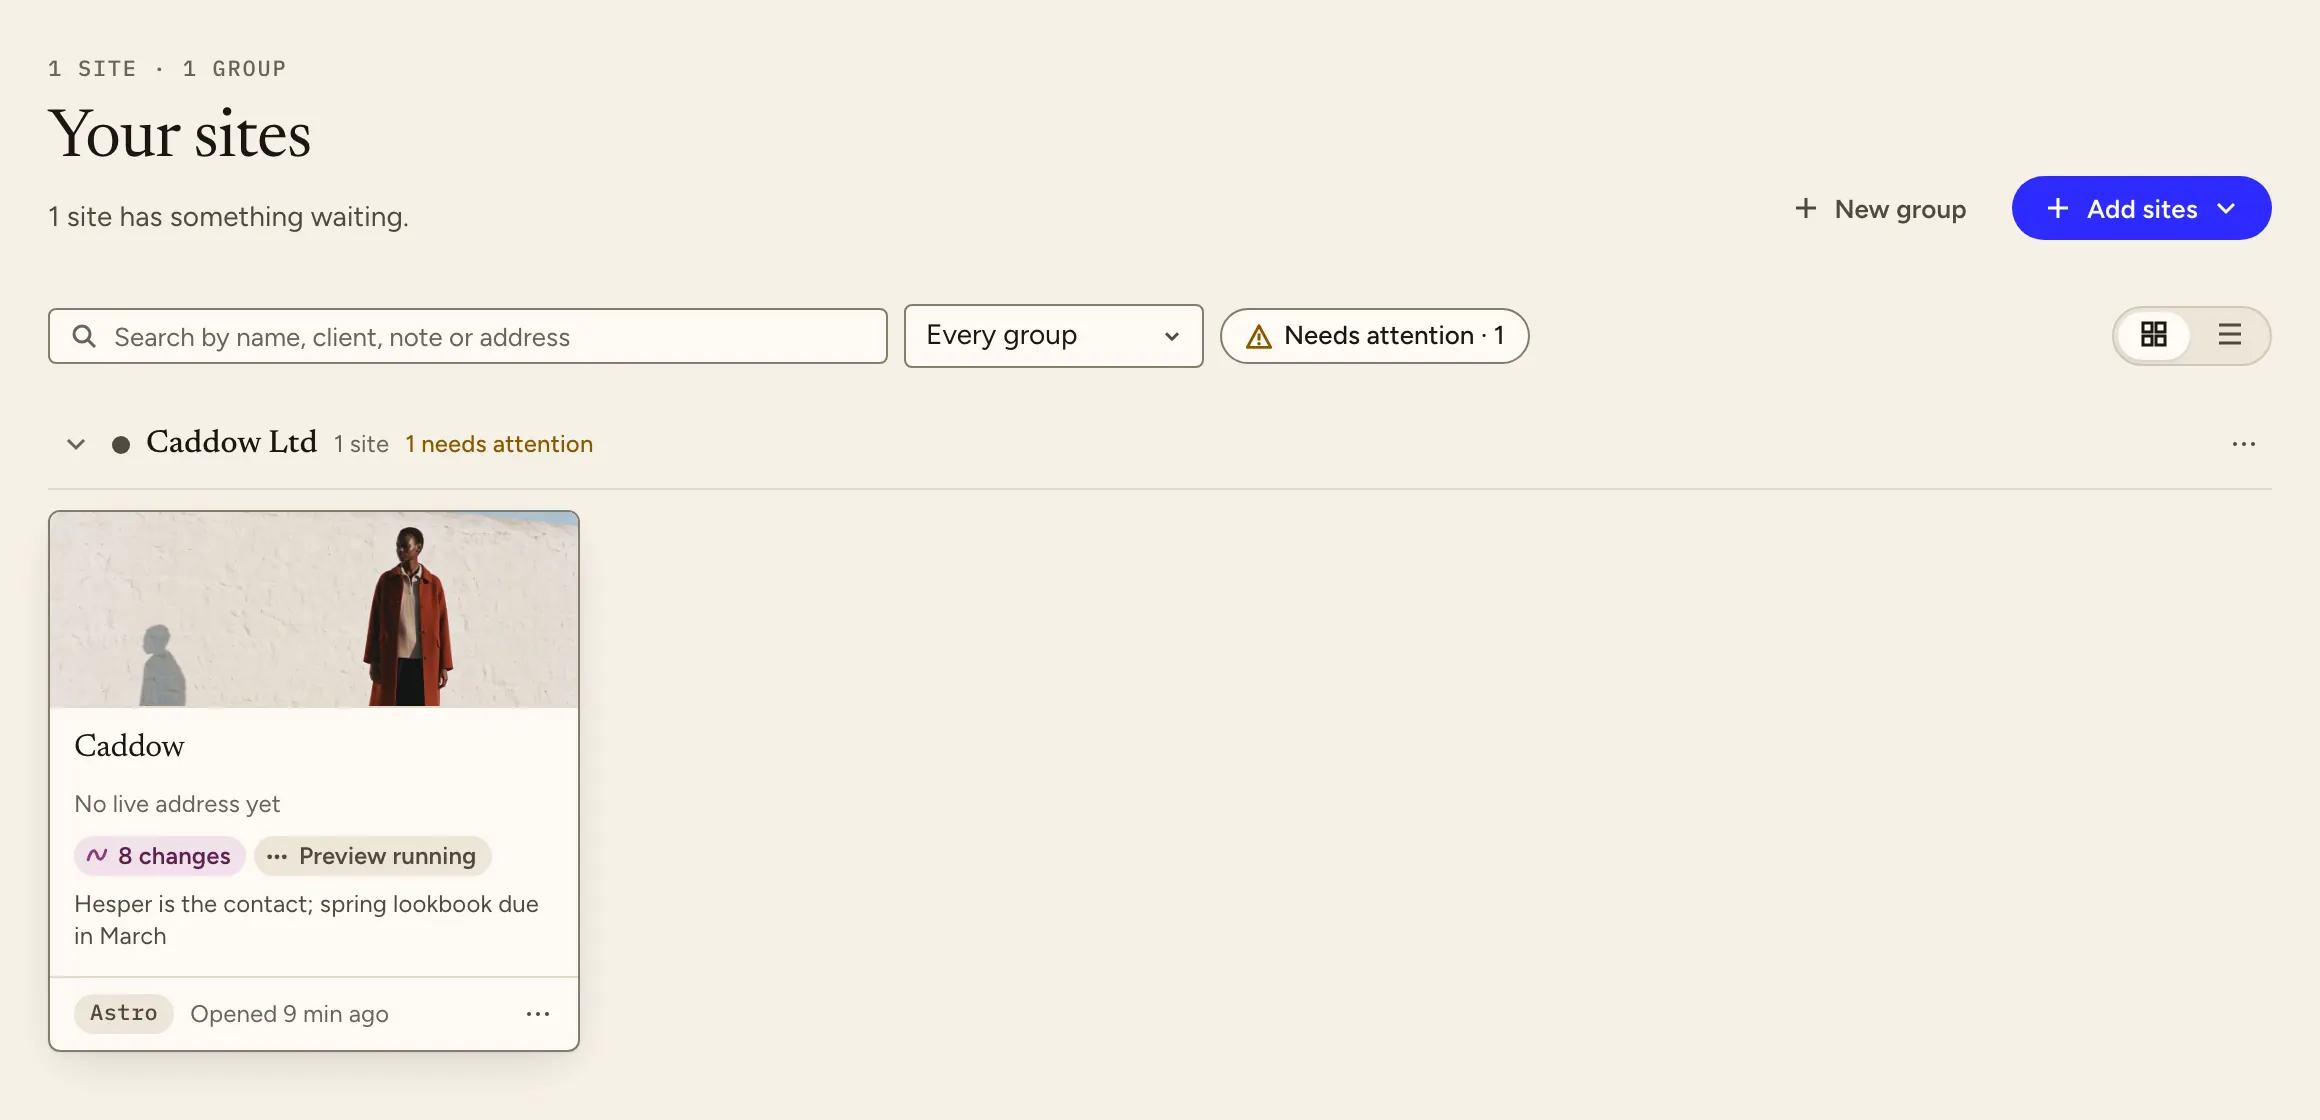 1 SITE · 1 GROUP
Your sites
1 site has something waiting.
New group
Add sites
Search by name, client, note or address
Every group
Needs attention · 1
Caddow Ltd 1 site 1 needs attention
Caddow
No live address yet
8 changes
Preview running
Hesper is the contact; spring lookbook due
in March
Astro
Opened 9 min ago